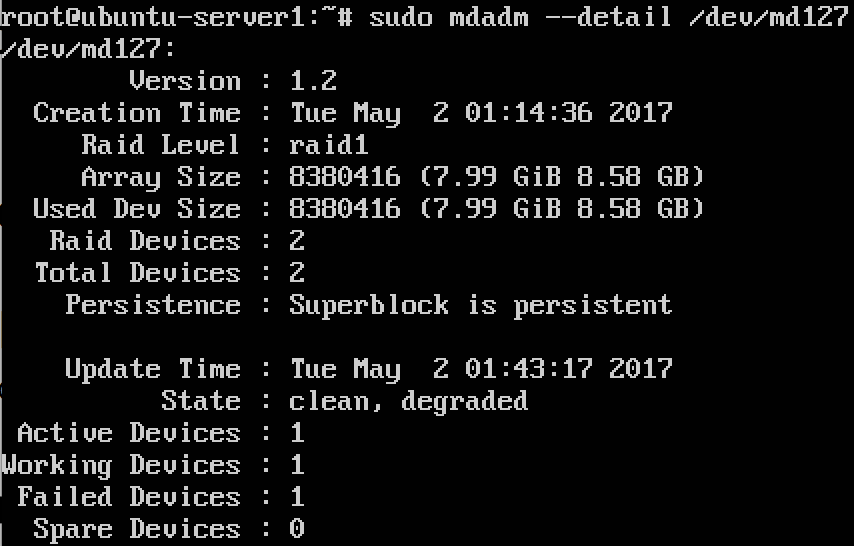 root@ubuntu-server1:~# sudo mdadm --detail /dev/md127
/dev/md127:
Version : 1.2
Creation Time : Tue May  2 01:14:36 2017
Raid Level : raid1
Array Size : 8380416 (7.99 GiB 8.58 GB)
Used Dev Size : 8380416 (7.99 GiB 8.58 GB)
Raid Devices : 2
Total Devices : 2
Persistence : Superblock is persistent
Update Time : Tue May  2 01:43:17 2017
State : clean, degraded
Active Devices : 1
Working Devices : 1
Failed Devices : 1
Spare Devices : 0